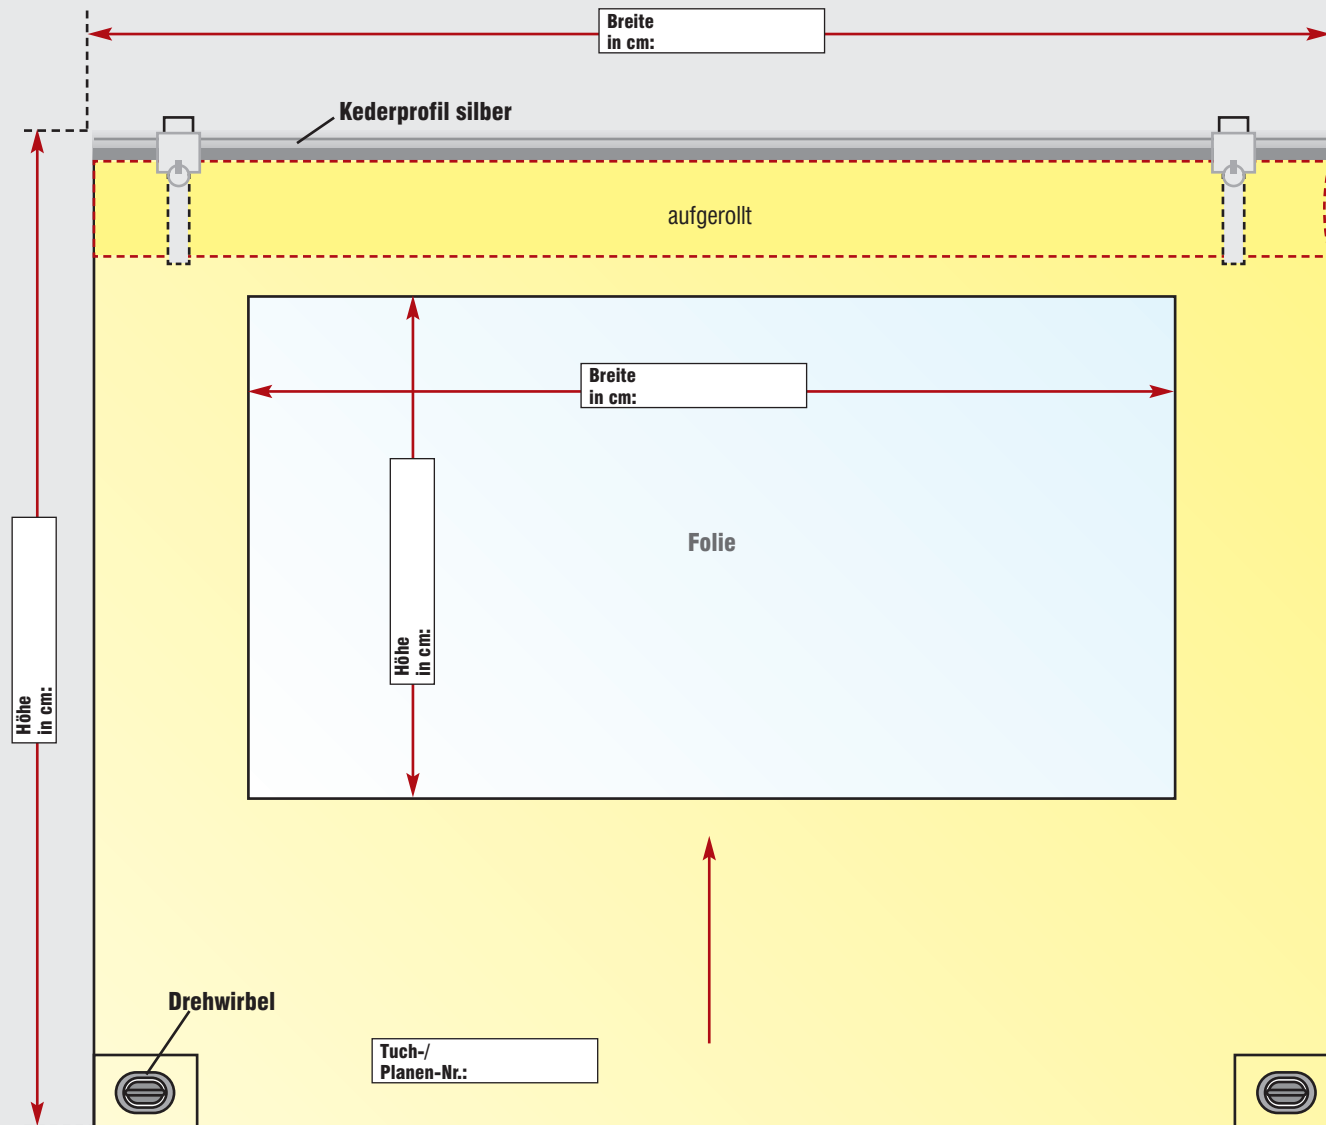 Breite
in cm:
Kederprofil silber
aufgerollt
Breite
in cm:
Höhe
in cm:
Folie
Höhe
in cm:
Drehwirbel
Tuch-/
Planen-Nr.: